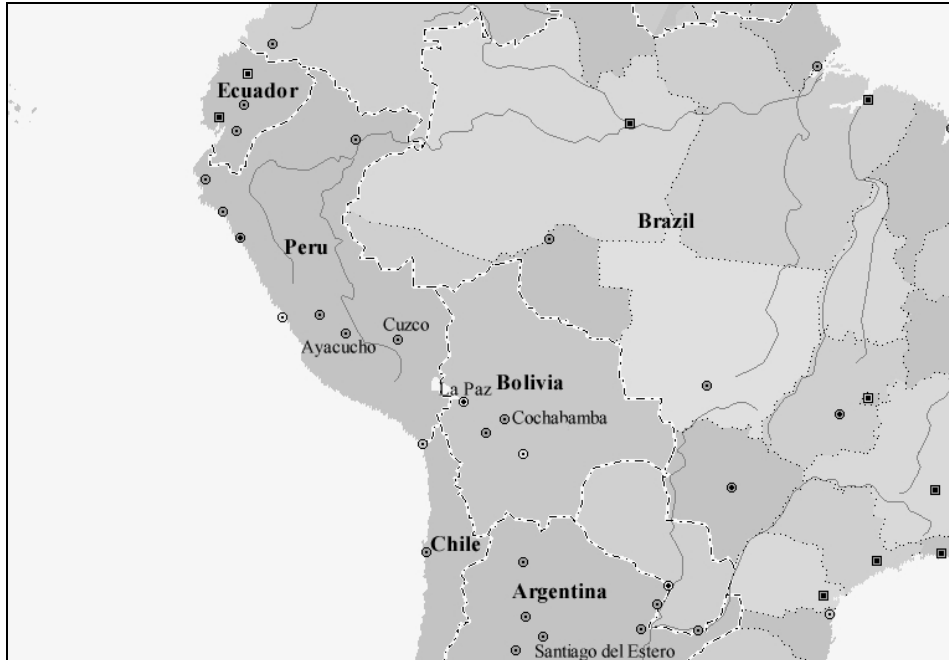 Ecuador
Brazil
Peru
Cuzco
Ayacucho
La Paz
Bolivia
Cochabamba
Chile
Argentina
Santiago del Estero